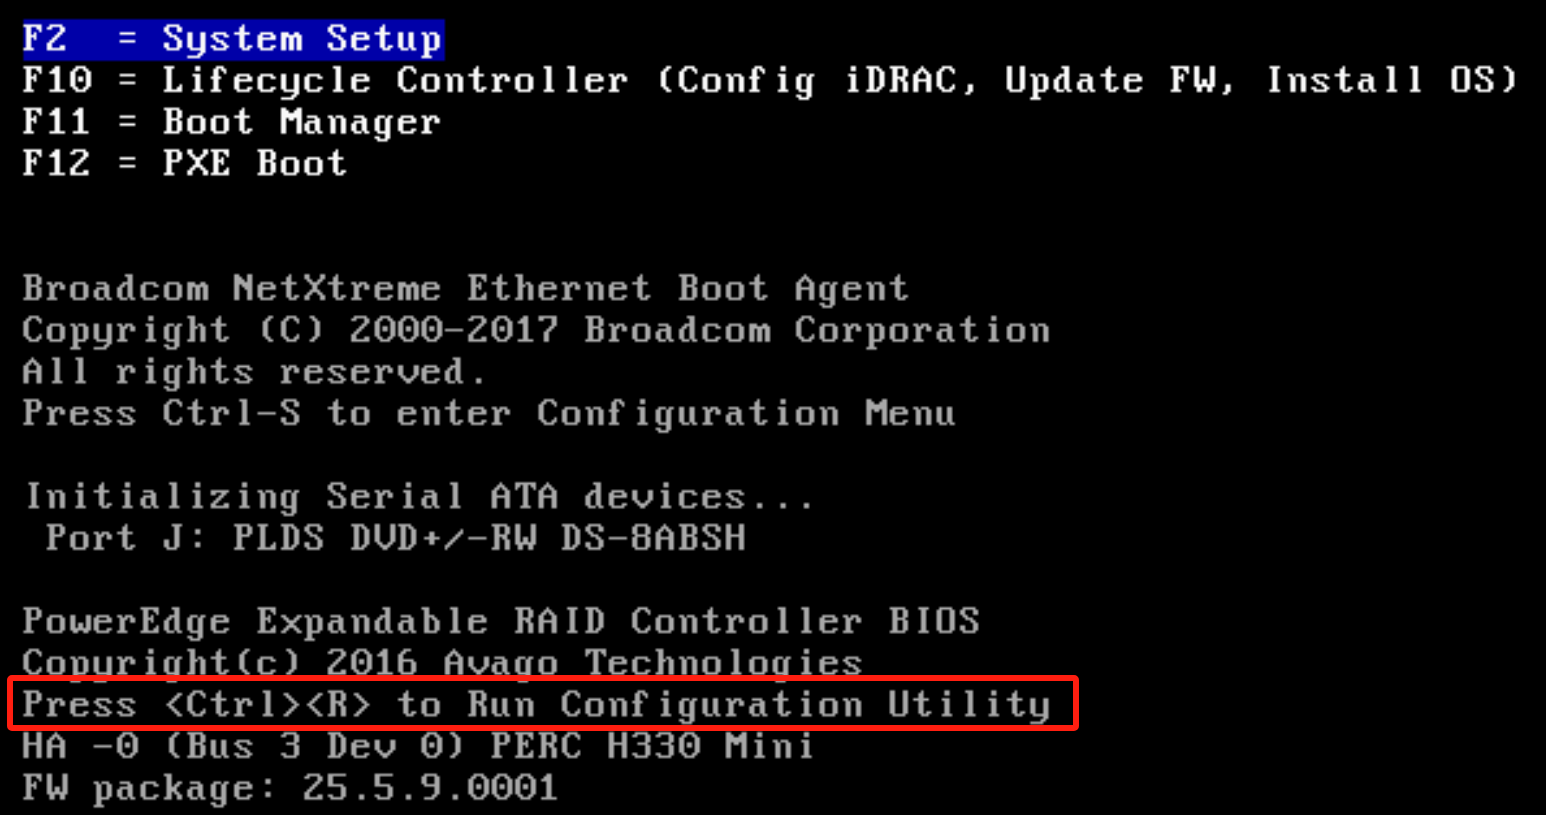 F2  = System Setup
F10 = Lifecycle Controller (Config iDRAC, Update FW, Install OS)
F11 = Boot Manager
F12 = PXE Boot
Broadcom NetXtreme Ethernet Boot Agent
Copyright (C) 2000-2017 Broadcom Corporation
All rights reserved.
Press Ctrl-S to enter Configuration Menu
Initializing Serial ATA devices...
Port J: PLDS DVD+/-RW DS-8ABSH
PowerEdge Expandable RAID Controller BIOS
Copyright(c) 2016 Avago Technologies
Press <Ctrl><R> to Run Configuration Utility
HA -0 (Bus 3 Dev 0) PERC H330 Mini
FW package: 25.5.9.0001